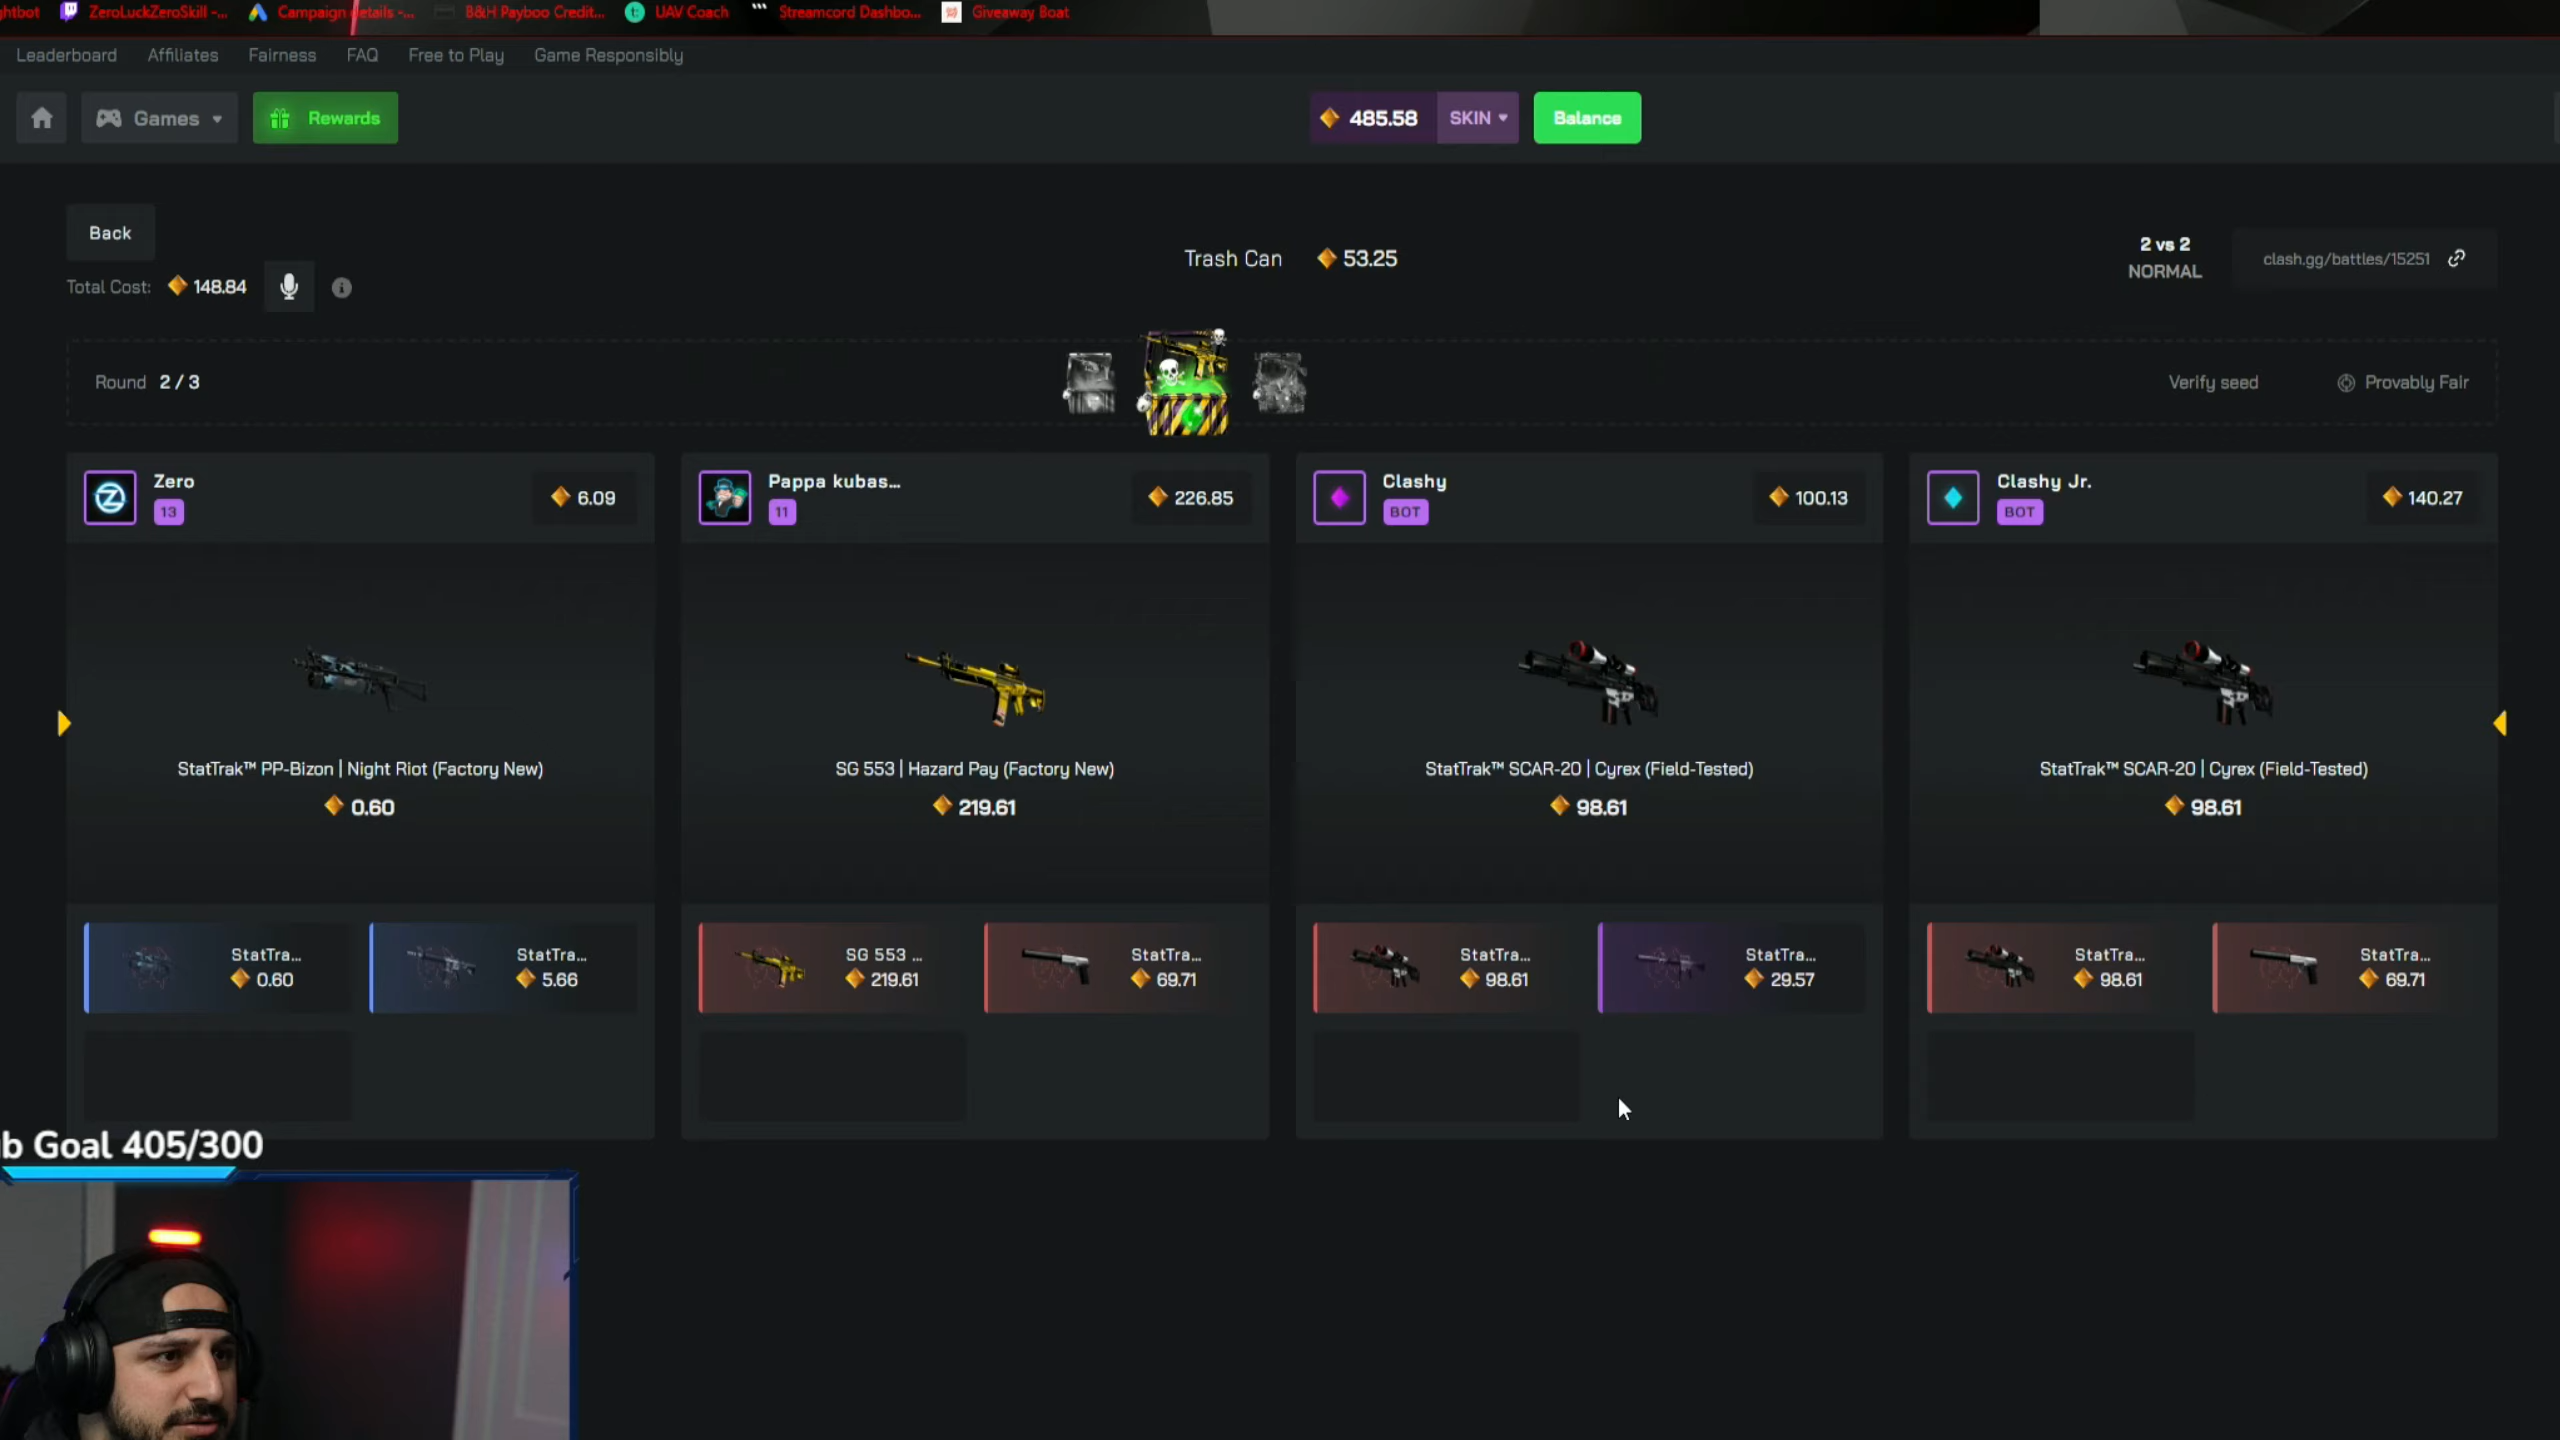 ghtbot ZeroLuckZeroSkill -... Campaign details -... B&H Payboo Credit... UAV Coach Streamcord Dashbo... Giveaway Boat
Leaderboard Affiliates Fairness FAQ Free to Play Game Responsibly
Games Rewards 485.58 SKIN Balance
Back
Total Cost: 148.84
Trash Can 53.25
2 vs 2
NORMAL
clash.gg/battles/15251
Round 2 / 3
Verify seed Provably Fair
Zero
13
6.09
StatTrak™ PP-Bizon | Night Riot (Factory New)
0.60
StatTra...
0.60
StatTra...
5.66
Pappa kubas...
11
226.85
SG 553 | Hazard Pay (Factory New)
219.61
SG 553 ...
219.61
StatTra...
69.71
Clashy
BOT
100.13
StatTrak™ SCAR-20 | Cyrex (Field-Tested)
98.61
StatTra...
98.61
StatTra...
29.57
Clashy Jr.
BOT
140.27
StatTrak™ SCAR-20 | Cyrex (Field-Tested)
98.61
StatTra...
98.61
StatTra...
69.71
b Goal 405/300